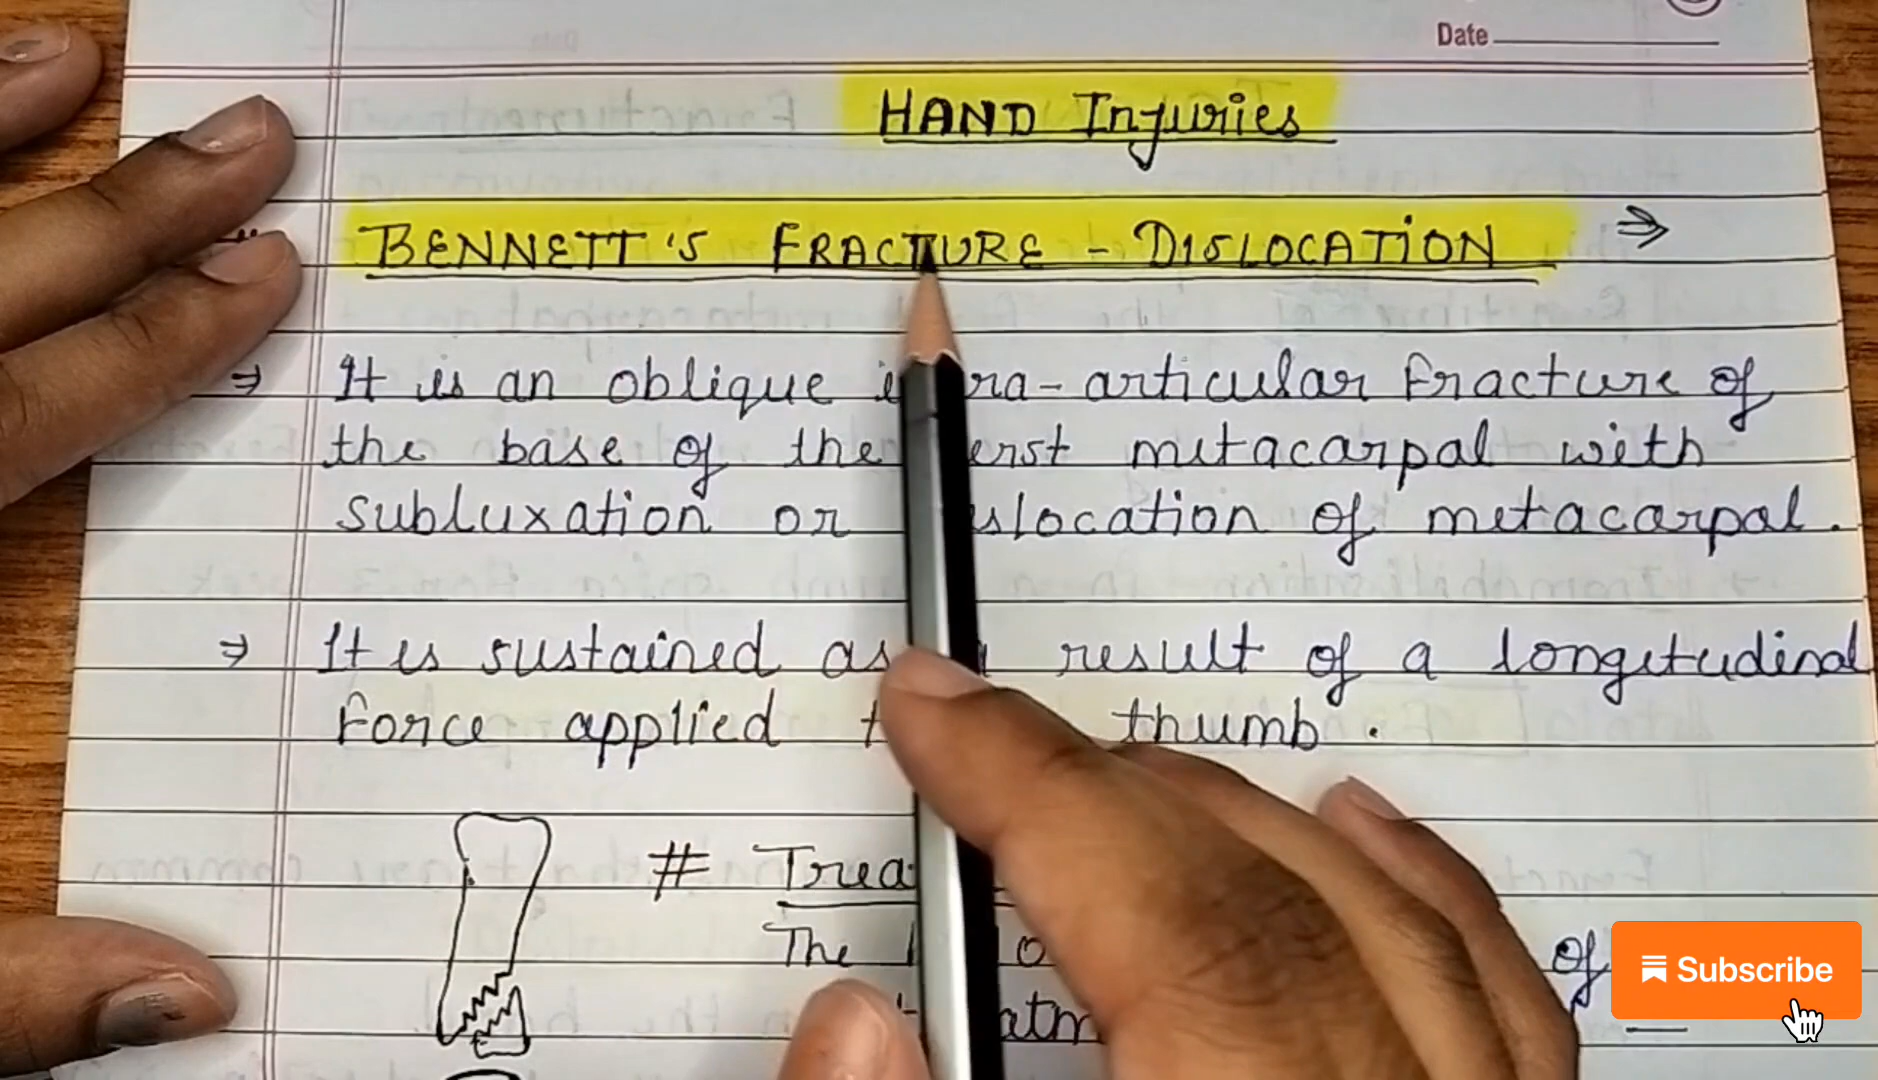 Date
HAND Injuries
BENNETT'S FRACTURE - DISLOCATION ⇒
⇒ It is an oblique ra-articular Fracture of
the base of the metacarpal with
subluxation or location of metacarpal.
⇒ It is sustained as result of a longitudinal
Force applied thumb.
# Trea
The of
Subscribe